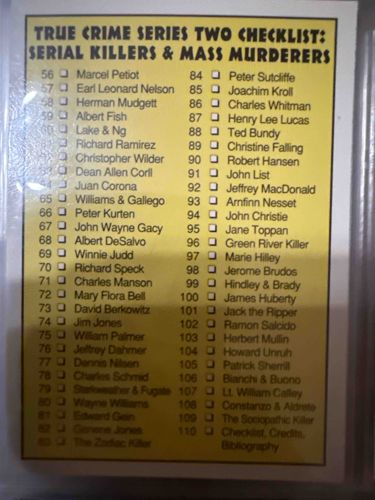 TRUE CRIME SERIES TWO CHECKLIST:
SERIAL KILLERS & MASS MURDERERS
56 Marcel Petiot
57 Earl Leonard Nelson
58 Herman Mudgett
59 Albert Fish
60 Lake & Ng
Richard Ramirez
Christopher Wilder
63 Dean Allen Corll
64 Juan Corona
65 Williams & Gallego
66 Peter Kurten
67 John Wayne Gacy
68 Albert DeSalvo
69 Winnie Judd
70 Richard Speck
71 Charles Manson
72 Mary Flora Bell
73 David Berkowitz
74 Jim Jones
75 William Palmer
76 Jeffrey Dahmer
77 Dennis Nilsen
78 Charles Schmid
79 Starkweather & Fugate
80 Wayne Williams
81 Edward Gein
82 Genene Jones
83 The Zodiac Killer
84 Peter Sutcliffe
85 Joachim Kroll
86 Charles Whitman
87 Henry Lee Lucas
88 Ted Bundy
89 Christine Falling
90 Robert Hansen
91 John List
92 Jeffrey MacDonald
93 Arnfinn Nesset
94 John Christie
95 Jane Toppan
96 Green River Killer
97 Marie Hilley
98 Jerome Brudos
99 Hindley & Brady
100 James Huberty
101 Jack the Ripper
102 Ramon Salcido
103 Herbert Mullin
104 Howard Unruh
105 Patrick Sherrill
106 Bianchi & Buono
107 Lt. William Calley
108 Constanzo & Aldrete
109 The Sociopathic Killer
110 Checklist, Credits,
Bibliography